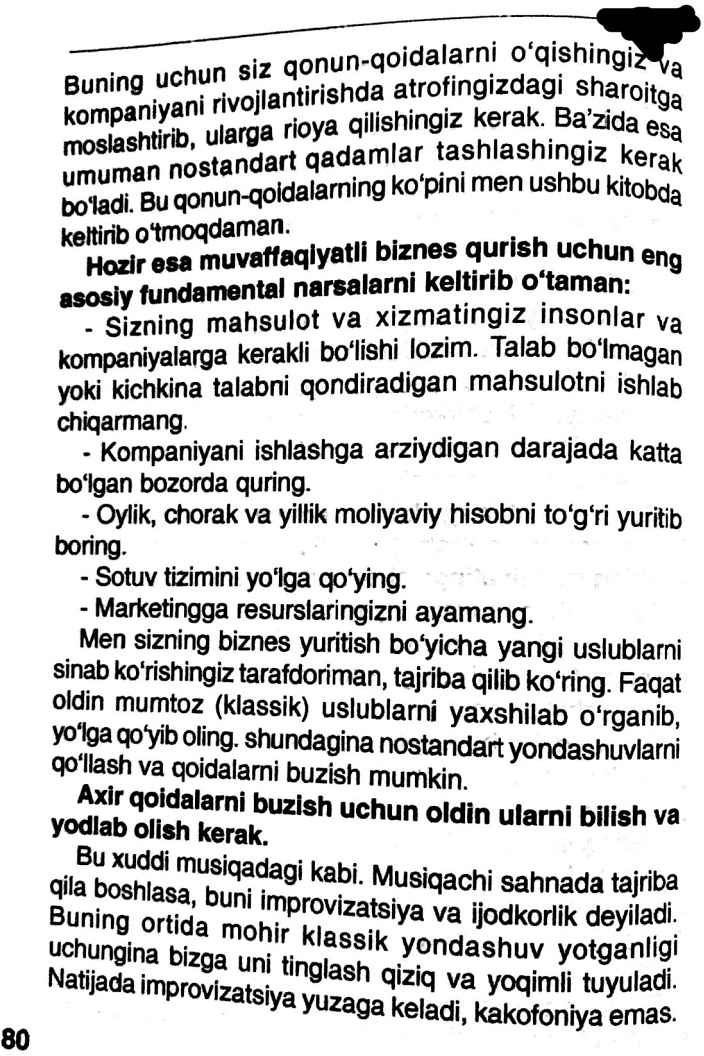 Buning uchun siz qonun-qoidalarni o‘qishingiz va
kompaniyani rivojlantirishda atrofingizdagi sharoitga
moslashtirib, ularga rioya qilishingiz kerak. Ba’zida esa
umuman nostandart qadamlar tashlashingiz kerak
bo‘ladi. Bu qonun-qoidalarning ko‘pini men ushbu kitobda
keltirib o‘tmoqdaman.
Hozir esa muvaffaqiyatli biznes qurish uchun eng
asosiy fundamental narsalarni keltirib o‘taman:
- Sizning mahsulot va xizmatingiz insonlar va
kompaniyalarga kerakli bo‘lishi lozim. Talab bo‘lmagan
yoki kichkina talabni qondiradigan mahsulotni ishlab
chiqarmang.
- Kompaniyani ishlashga arziydigan darajada katta
bo‘lgan bozorda quring.
- Oylik, chorak va yillik moliyaviy hisobni to‘g‘ri yuritib
boring.
- Sotuv tizimini yo‘lga qo‘ying.
- Marketingga resurslaringizni ayamang.
Men sizning biznes yuritish bo‘yicha yangi uslublarni
sinab ko‘rishingiz tarafdoriman, tajriba qilib ko‘ring. Faqat
oldin mumtoz (klassik) uslublarni yaxshilab o‘rganib,
yo‘lga qo‘yib oling. shundagina nostandart yondashuvlarni
qo‘llash va qoidalarni buzish mumkin.
Axir qoidalarni buzish uchun oldin ularni bilish va
yodlab olish kerak.
Bu xuddi musiqadagi kabi. Musiqachi sahnada tajriba
qila boshlasa, buni improvizatsiya va ijodkorlik deyiladi.
Buning ortida mohir klassik yondashuv yotganligi
uchungina bizga uni tinglash qiziq va yoqimli tuyuladi.
Natijada improvizatsiya yuzaga keladi, kakofoniya emas.
80